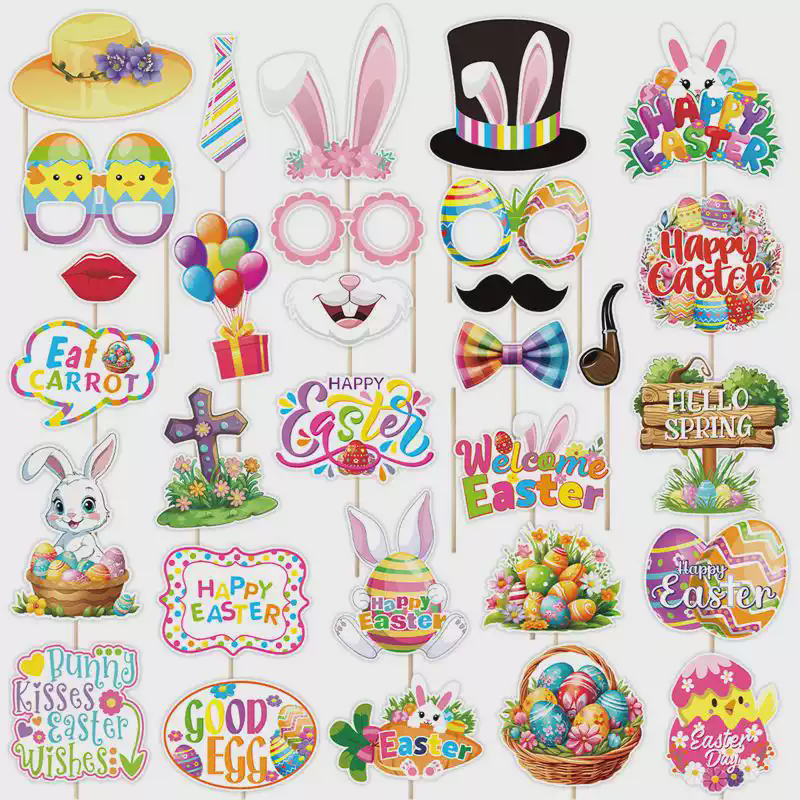 HAPPY
EASTER
Happy
Easter
Eat
CARROT
HAPPY
Easter
HELLO
SPRING
Welcome
Easter
HAPPY
EASTER
Happy
Easter
Happy
Easter
Bunny
Kisses
Easter
Wishes
GOOD
EGG
Easter
Easter
Day